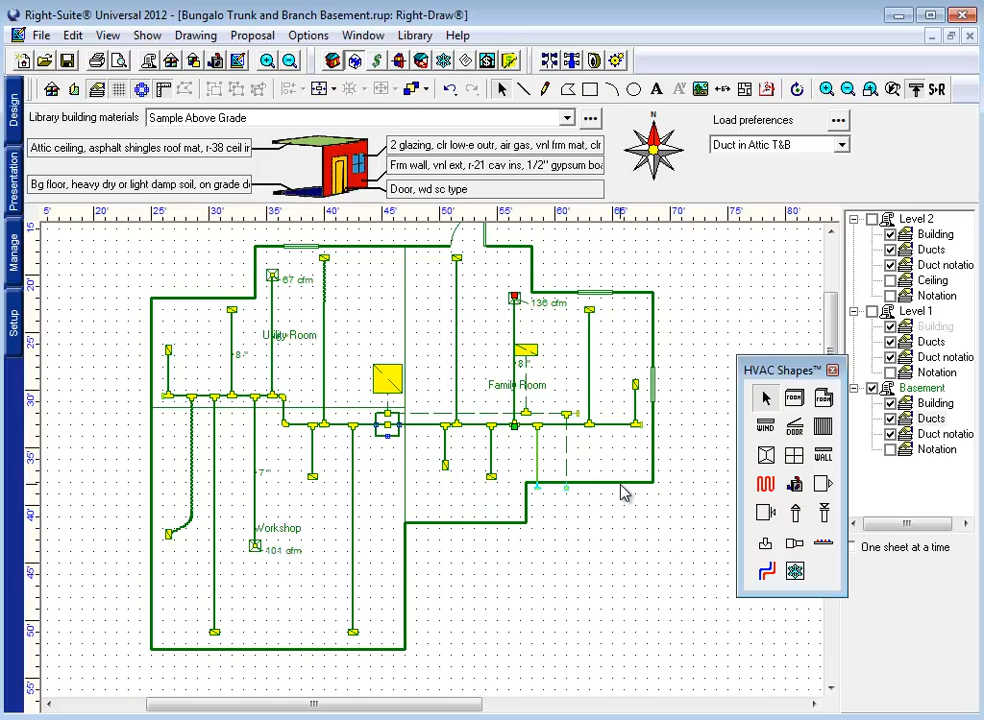 Right-Suite® Universal 2012 - [Bungalo Trunk and Branch Basement.rup: Right-Draw®]
File Edit View Show Drawing Proposal Options Window Library Help
S•R
Library building materials Sample Above Grade
Load preferences
Duct in Attic T&B
Attic ceiling, asphalt shingles roof mat, r-38 ceil ir
2 glazing, clr low-e outr, air gas, vnl frm mat, clr
Frm wall, vnl ext, r-21 cav ins, 1/2" gypsum boa
Bg floor, heavy dry or light damp soil, on grade d
Door, wd sc type
N
Design
Presentation
Manage
Setup
5' 20' 25' 30' 35' 40' 45' 50' 55' 60' 65' 70' 75' 80'
15
20'
25'
30'
35'
40'
45'
50'
55'
67 cfm
136 cfm
Utility Room
8 "
8 "
Family Room
7 "
Workshop
101 cfm
HVAC Shapes™
ROOM
WIND
DOOR
WALL
Level 2
Building
Ducts
Duct notatio
Ceiling
Notation
Level 1
Building
Ducts
Duct notatio
Notation
Basement
Building
Ducts
Duct notatio
Notation
One sheet at a time